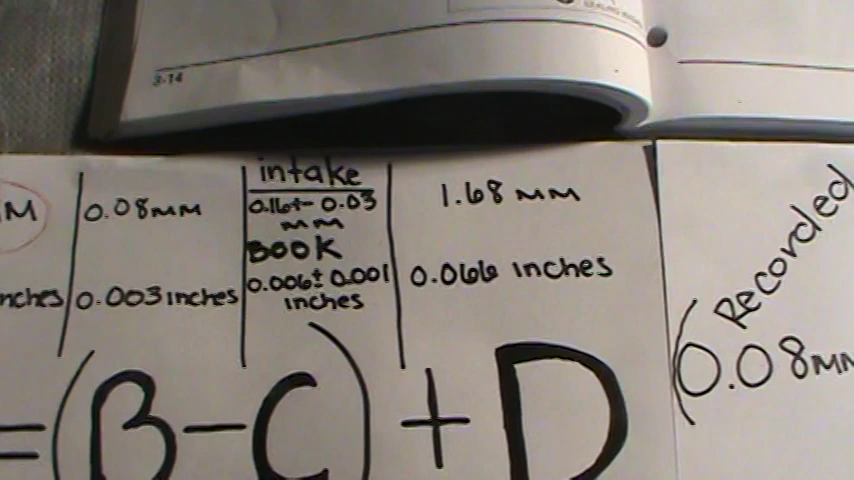 3-14
intake
MM
0.08MM
0.16+- 0.03
MM
1.68 MM
BOOK
nches
0.003 inches
0.006± 0.001
inches
0.066 inches
Recorded
(0.08MM
=(B-C)+D